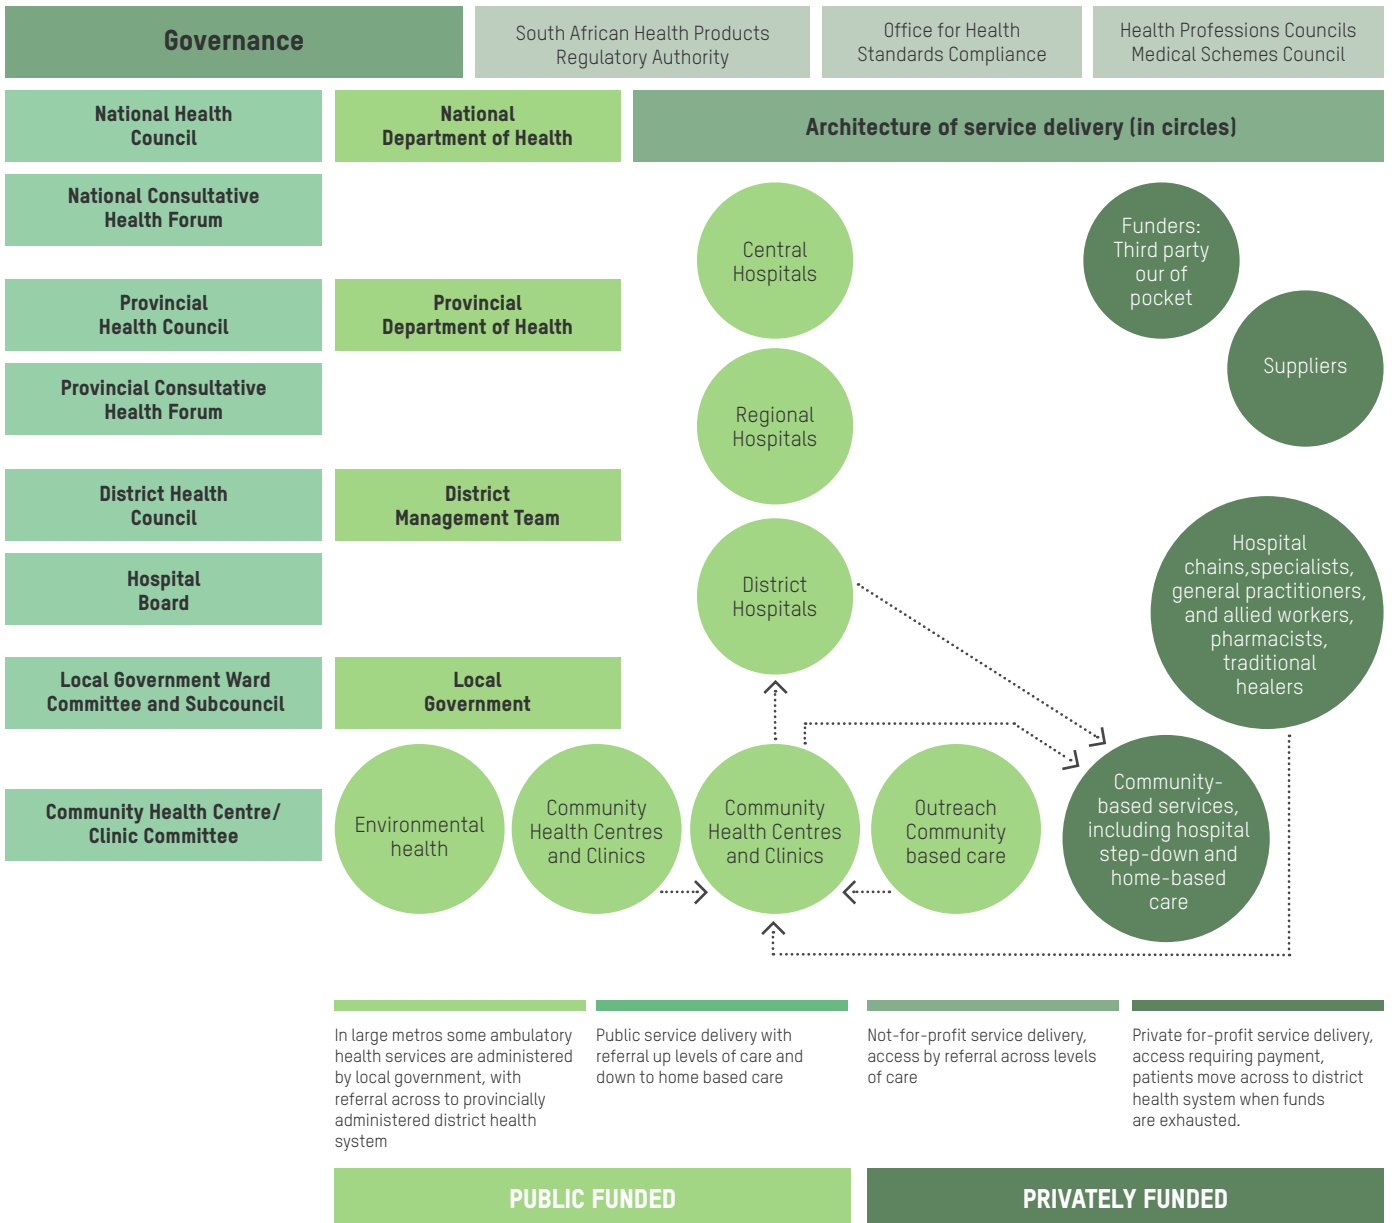 Governance
South African Health Products
Regulatory Authority
Office for Health
Standards Compliance
Health Professions Councils
Medical Schemes Council
National Health
Council
National
Department of Health
Architecture of service delivery (in circles)
National Consultative
Health Forum
Provincial
Health Council
Provincial
Department of Health
Provincial Consultative
Health Forum
District Health
Council
District
Management Team
Hospital
Board
Local Government Ward
Committee and Subcouncil
Local
Government
Community Health Centre/
Clinic Committee
Central
Hospitals
Regional
Hospitals
District
Hospitals
Funders:
Third party
our of
pocket
Suppliers
Hospital
chains,specialists,
general practitioners,
and allied workers,
pharmacists,
traditional
healers
Environmental
health
Community
Health Centres
and Clinics
Community
Health Centres
and Clinics
Outreach
Community
based care
Community-
based services,
including hospital
step-down and
home-based
care
In large metros some ambulatory
health services are administered
by local government, with
referral across to provincially
administered district health
system
Public service delivery with
referral up levels of care and
down to home based care
Not-for-profit service delivery,
access by referral across levels
of care
Private for-profit service delivery,
access requiring payment,
patients move across to district
health system when funds
are exhausted.
PUBLIC FUNDED
PRIVATELY FUNDED